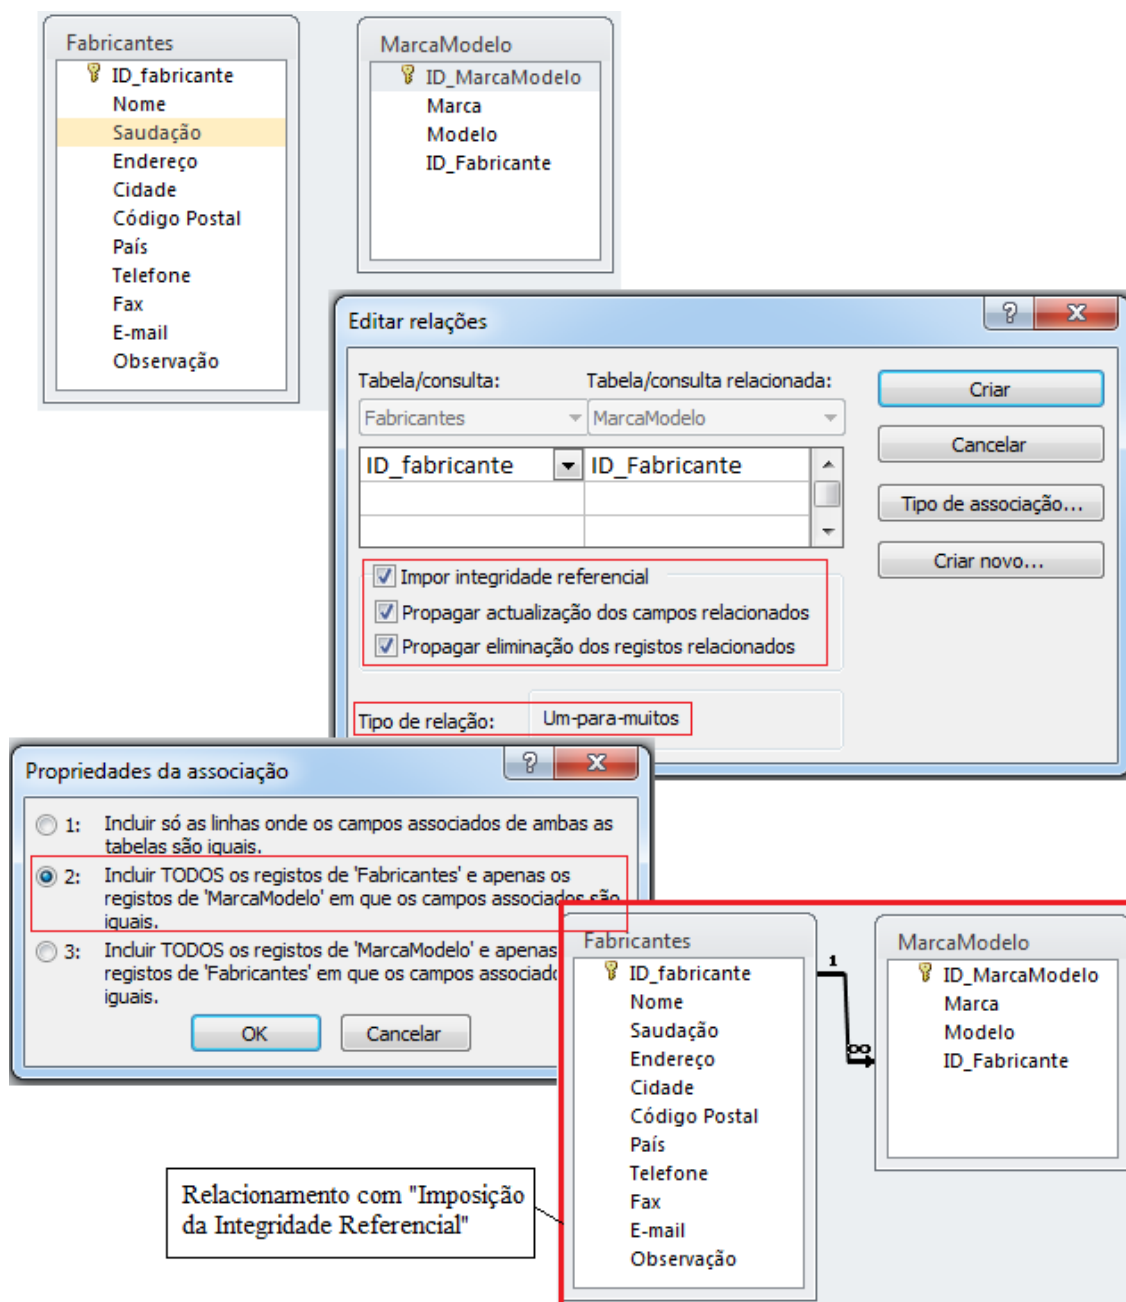 Fabricantes
ID_fabricante
Nome
Saudação
Endereço
Cidade
Código Postal
País
Telefone
Fax
E-mail
Observação
MarcaModelo
ID_MarcaModelo
Marca
Modelo
ID_Fabricante
Editar relações
Tabela/consulta:
Tabela/consulta relacionada:
Fabricantes
MarcaModelo
ID_fabricante
ID_Fabricante
Impor integridade referencial
Propagar actualização dos campos relacionados
Propagar eliminação dos registos relacionados
Tipo de relação:
Um-para-muitos
Criar
Cancelar
Tipo de associação...
Criar novo...
Propriedades da associação
1: Incluir só as linhas onde os campos associados de ambas as
tabelas são iguais.
2: Incluir TODOS os registos de 'Fabricantes' e apenas os
registos de 'MarcaModelo' em que os campos associados são
iguais.
3: Incluir TODOS os registos de 'MarcaModelo' e apenas
registos de 'Fabricantes' em que os campos associad
iguais.
OK
Cancelar
Fabricantes
ID_fabricante
Nome
Saudação
Endereço
Cidade
Código Postal
País
Telefone
Fax
E-mail
Observação
1
∞
MarcaModelo
ID_MarcaModelo
Marca
Modelo
ID_Fabricante
Relacionamento com "Imposição
da Integridade Referencial"